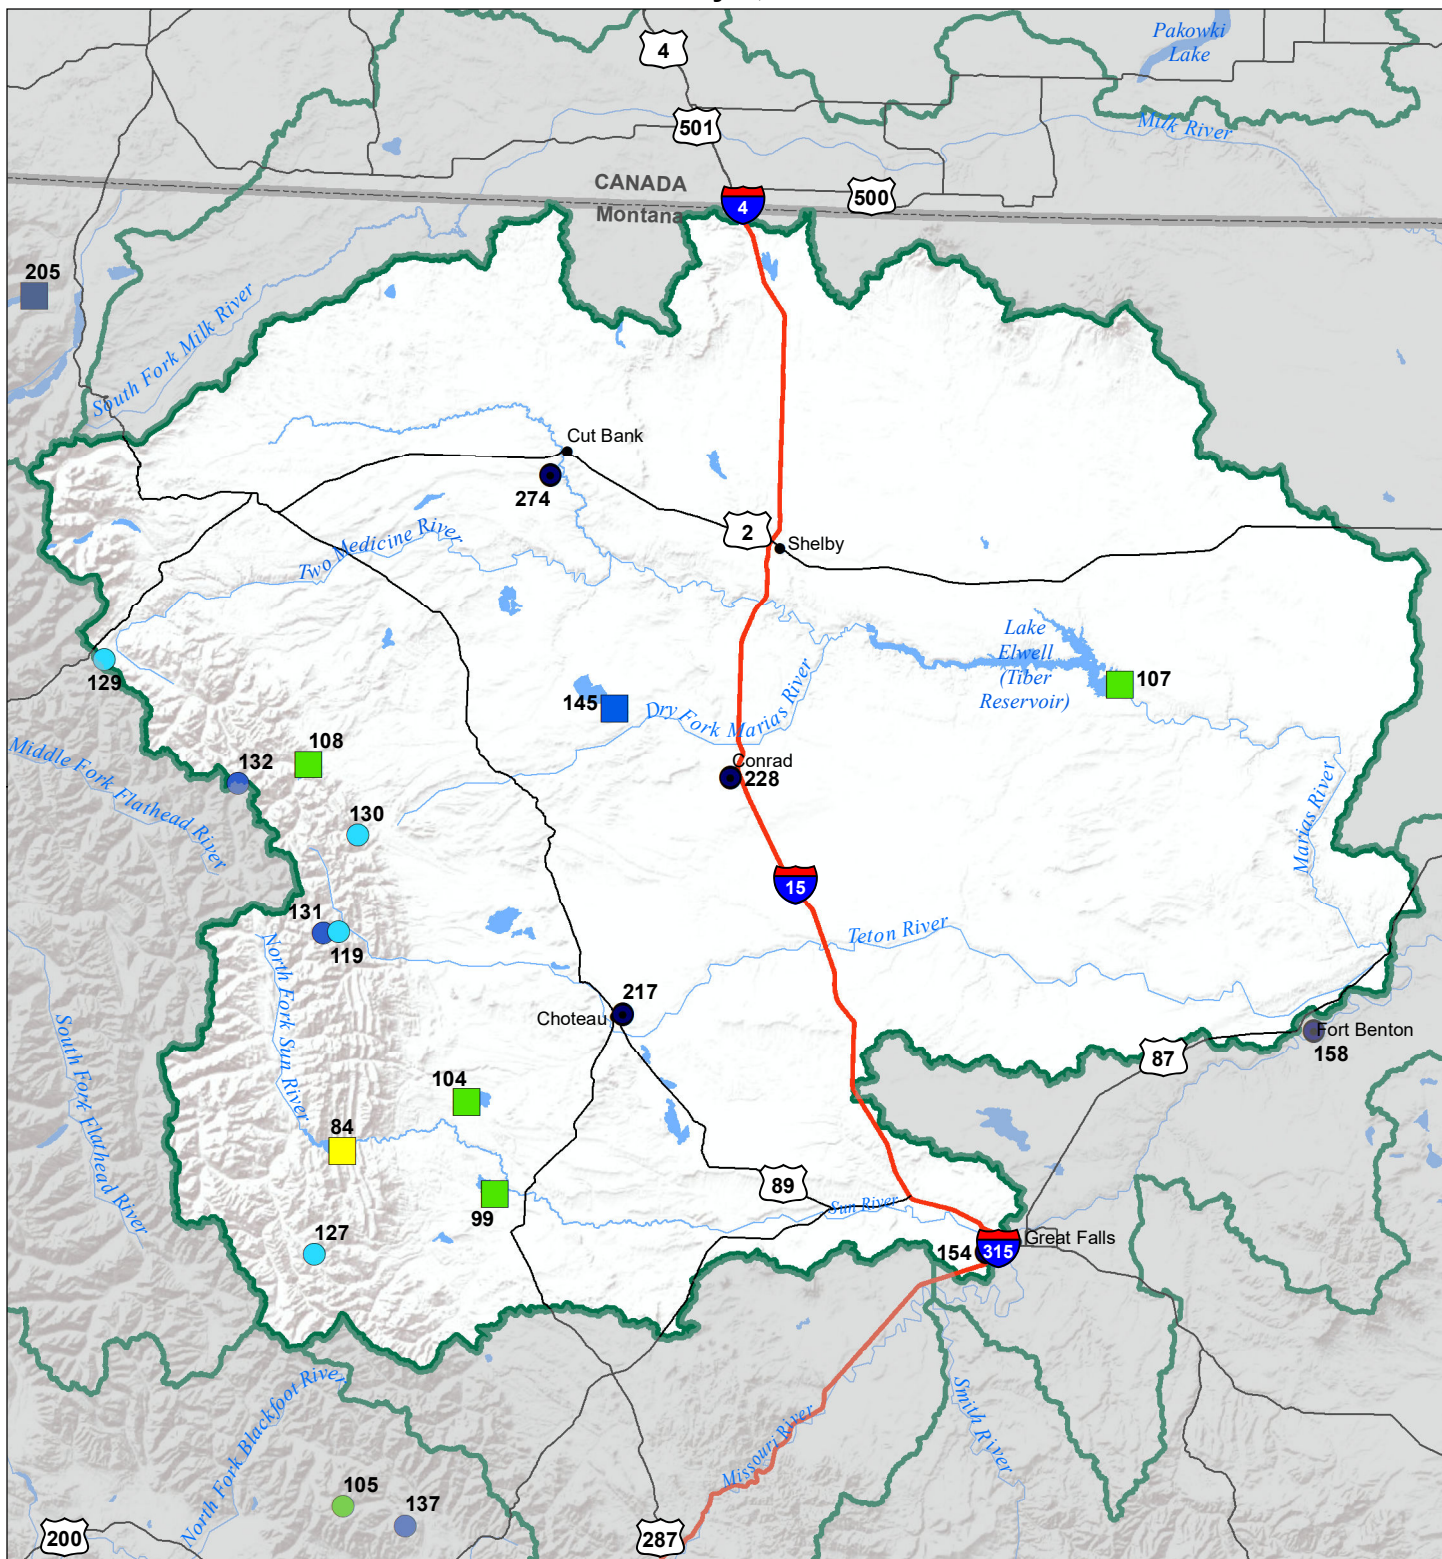 4
Pakowki
Lake
501
Milk River
CANADA
Montana
4
500
205
South Fork Milk River
Cut Bank
274
2
Shelby
Two Medicine River
Lake
Elwell
(Tiber
Reservoir)
129
107
145
Dry Fork Marias River
108
Middle Fork Flathead River
132
Conrad
228
130
Marias River
15
131
119
North Fork Sun River
Teton River
217
Choteau
South Fork Flathead River
Fort Benton
158
87
104
84
89
99
Sun River
127
154
315
Great Falls
North Fork Blackfoot River
Missouri River
Smith River
105
137
200
287